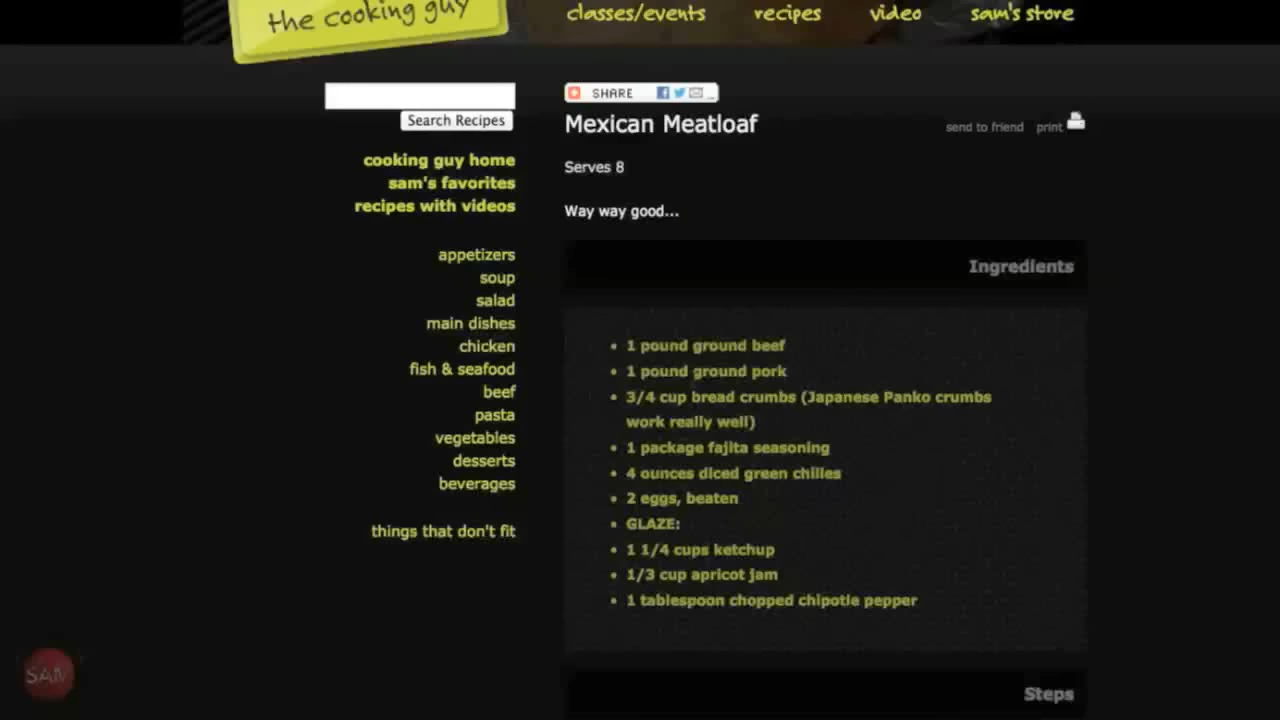 the cooking guy
classes/events
recipes
video
sam's store
Search Recipes
cooking guy home
sam's favorites
recipes with videos
appetizers
soup
salad
main dishes
chicken
fish & seafood
beef
pasta
vegetables
desserts
beverages
things that don't fit
SHARE
Mexican Meatloaf
send to friend
print
Serves 8
Way way good...
Ingredients
• 1 pound ground beef
• 1 pound ground pork
• 3/4 cup bread crumbs (Japanese Panko crumbs
work really well)
• 1 package fajita seasoning
• 4 ounces diced green chilies
• 2 eggs, beaten
• GLAZE:
• 1 1/4 cups ketchup
• 1/3 cup apricot jam
• 1 tablespoon chopped chipotle pepper
Steps
SAM